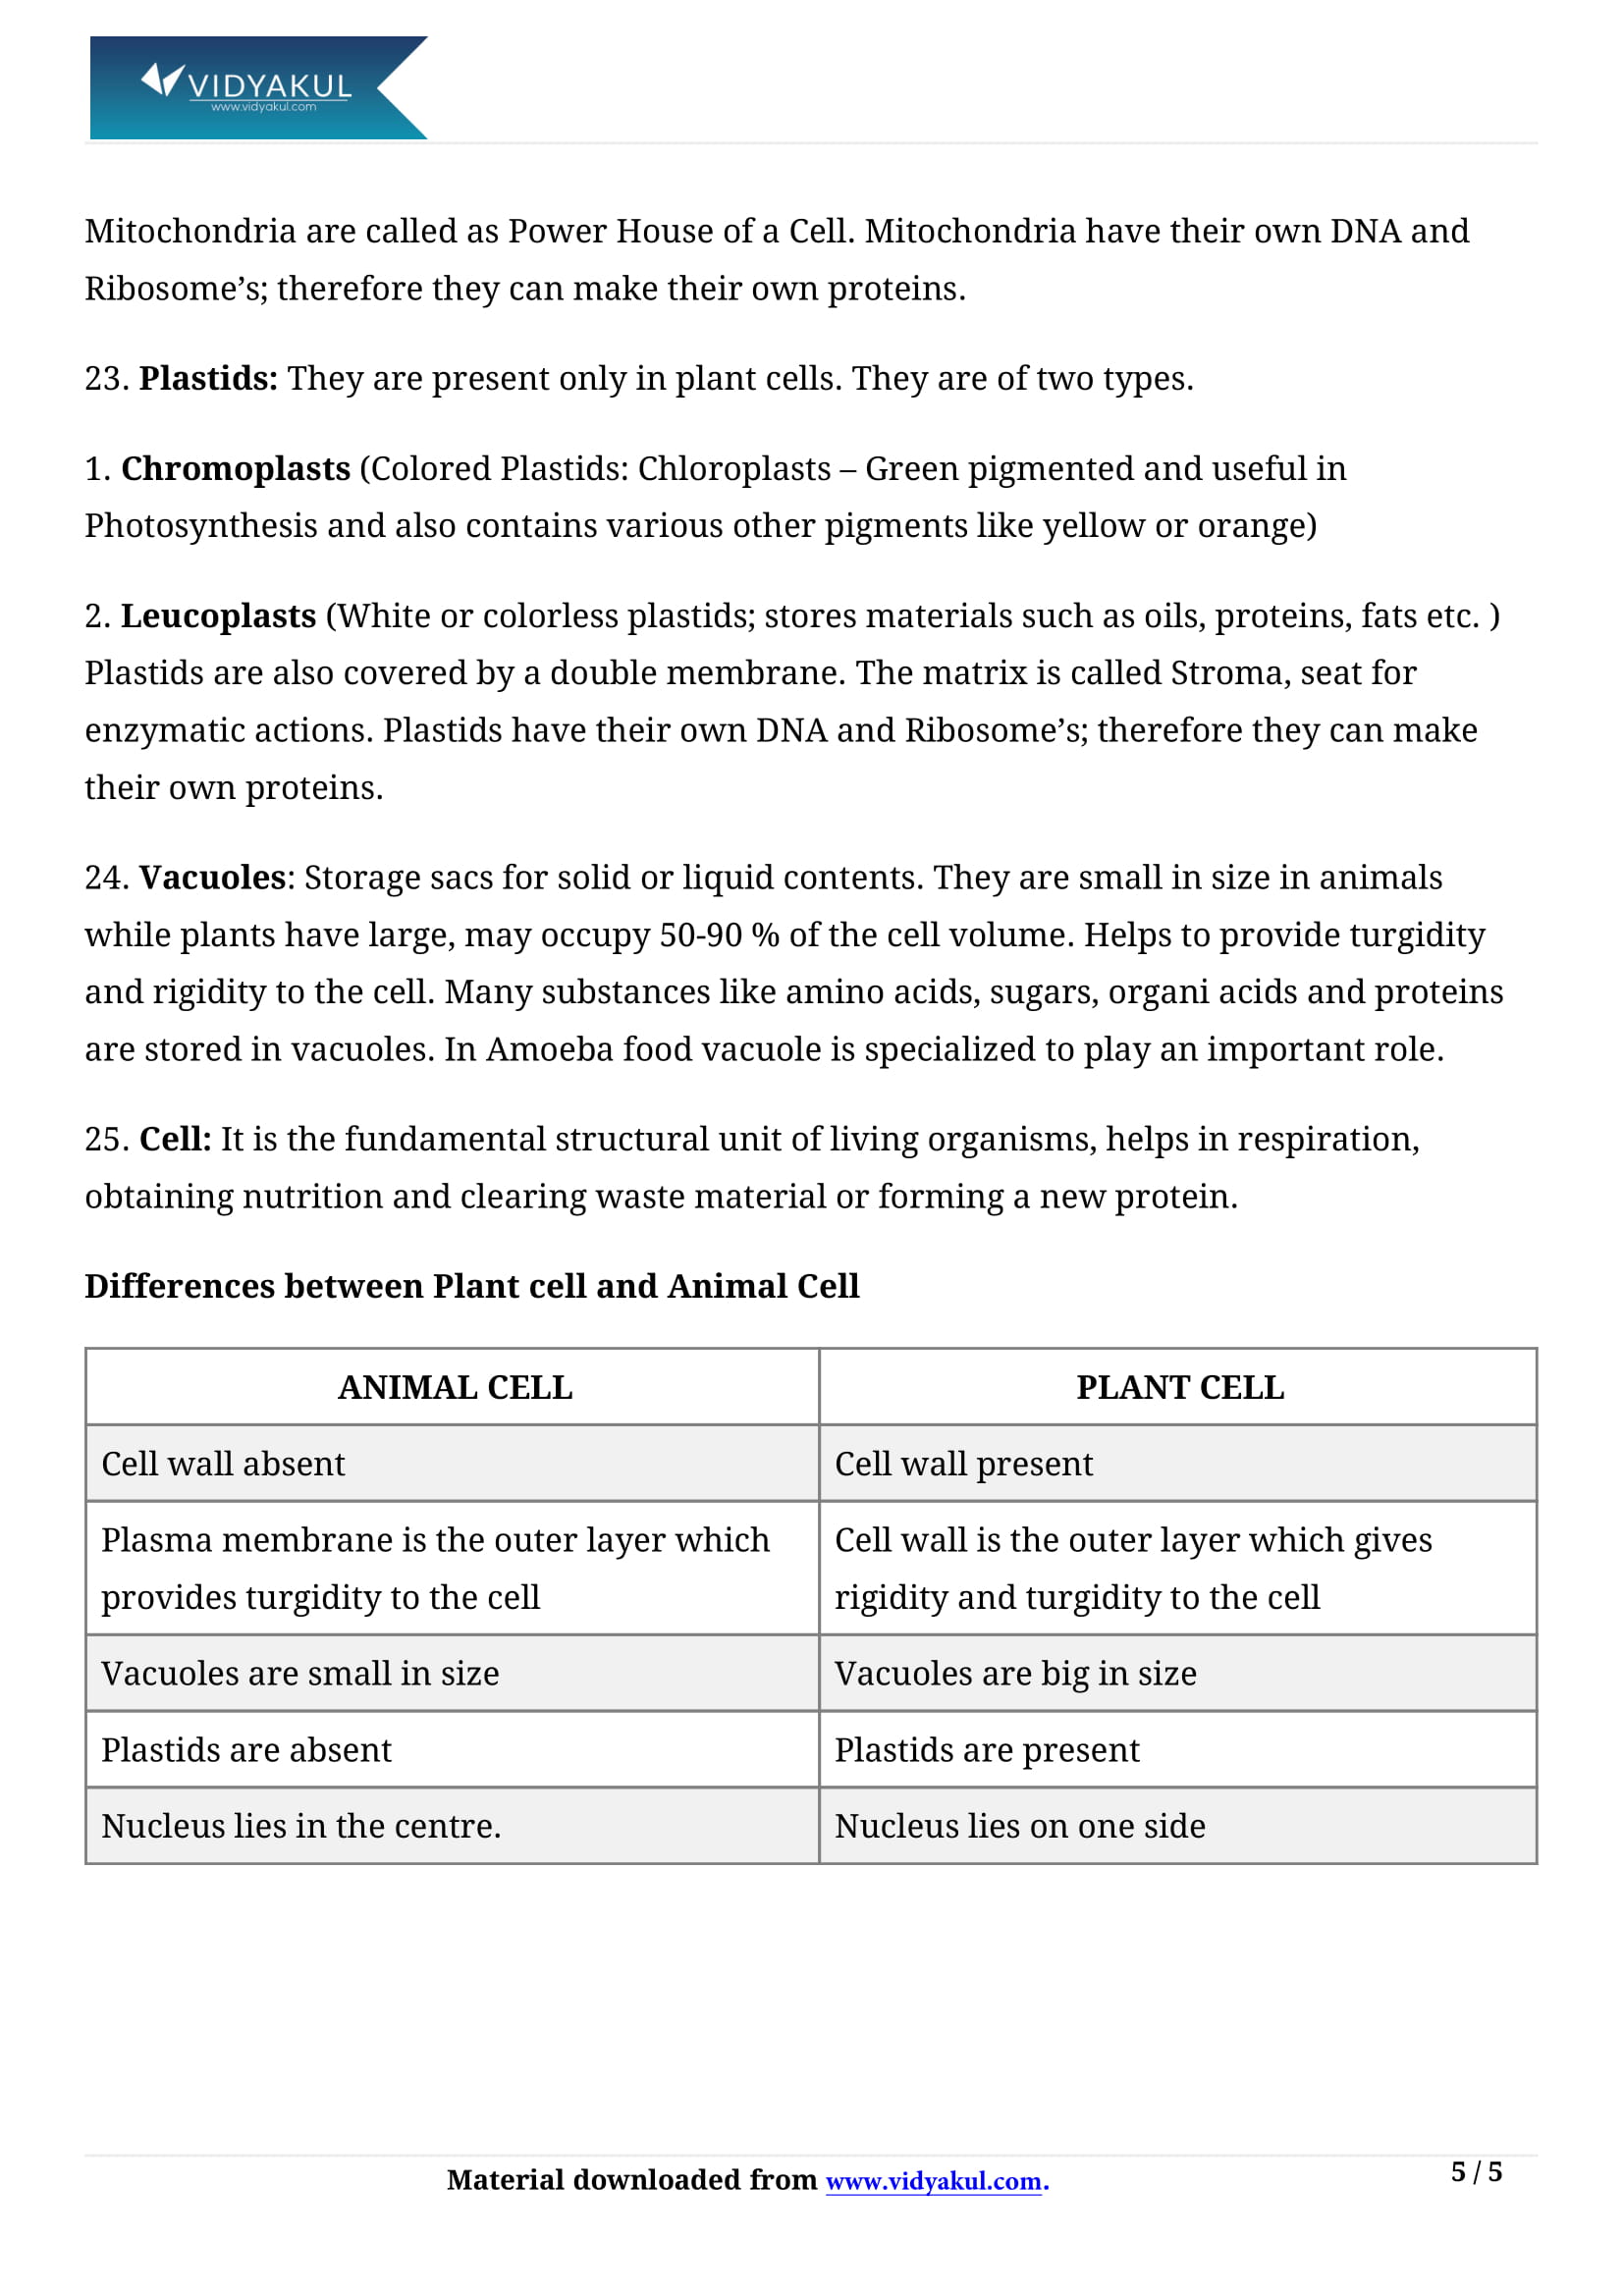 VIDYAKUL
www.vidyakul.com
Mitochondria are called as Power House of a Cell. Mitochondria have their own DNA and
Ribosome’s; therefore they can make their own proteins.
23. Plastids: They are present only in plant cells. They are of two types.
1. Chromoplasts (Colored Plastids: Chloroplasts – Green pigmented and useful in
Photosynthesis and also contains various other pigments like yellow or orange)
2. Leucoplasts (White or colorless plastids; stores materials such as oils, proteins, fats etc. )
Plastids are also covered by a double membrane. The matrix is called Stroma, seat for
enzymatic actions. Plastids have their own DNA and Ribosome’s; therefore they can make
their own proteins.
24. Vacuoles: Storage sacs for solid or liquid contents. They are small in size in animals
while plants have large, may occupy 50-90 % of the cell volume. Helps to provide turgidity
and rigidity to the cell. Many substances like amino acids, sugars, organi acids and proteins
are stored in vacuoles. In Amoeba food vacuole is specialized to play an important role.
25. Cell: It is the fundamental structural unit of living organisms, helps in respiration,
obtaining nutrition and clearing waste material or forming a new protein.
Differences between Plant cell and Animal Cell
ANIMAL CELL PLANT CELL
Cell wall absent Cell wall present
Plasma membrane is the outer layer which Cell wall is the outer layer which gives
provides turgidity to the cell rigidity and turgidity to the cell
Vacuoles are small in size Vacuoles are big in size
Plastids are absent Plastids are present
Nucleus lies in the centre. Nucleus lies on one side
Material downloaded from www.vidyakul.com. 5 / 5